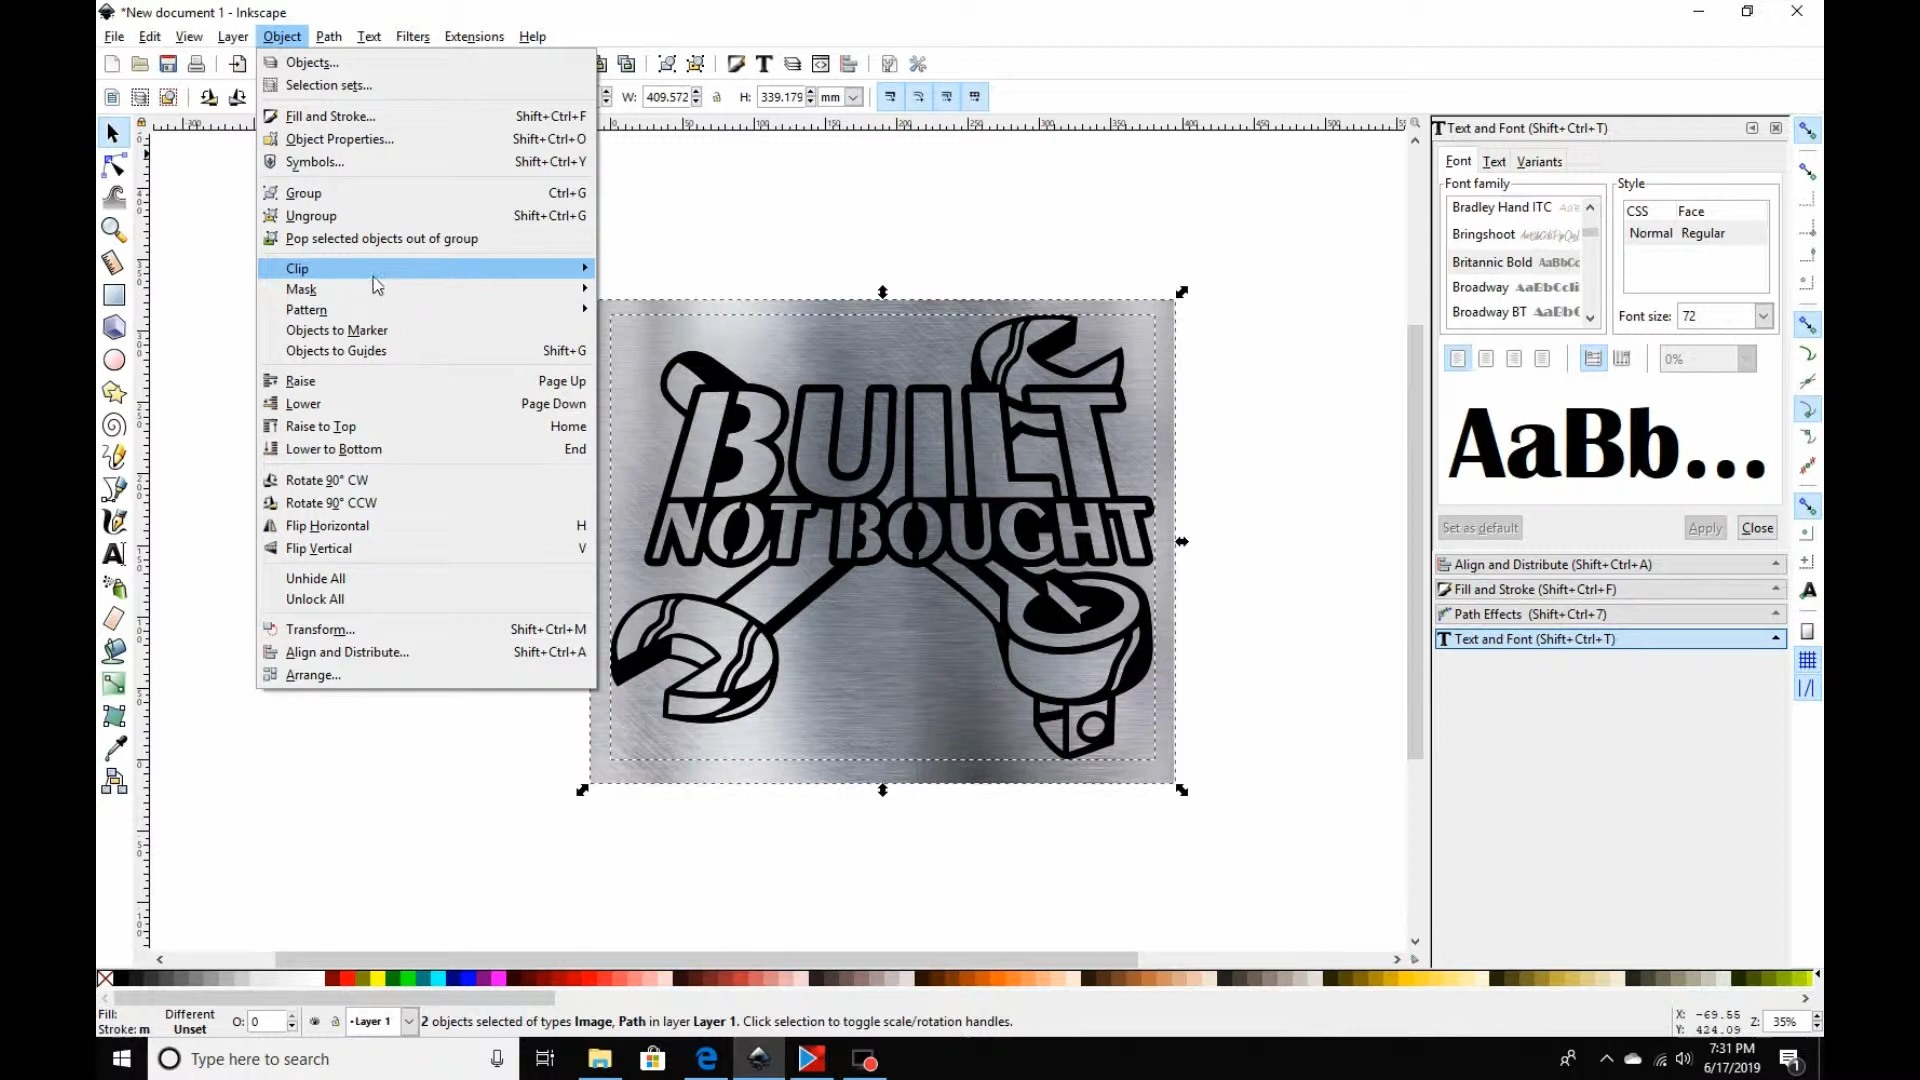 *New document 1 - Inkscape
File Edit View Layer Object Path Text Filters Extensions Help
Objects...
Selection sets...
Fill and Stroke... Shift+Ctrl+F
Object Properties... Shift+Ctrl+O
Symbols... Shift+Ctrl+Y
Group Ctrl+G
Ungroup Shift+Ctrl+G
Pop selected objects out of group
Clip
Mask
Pattern
Objects to Marker
Objects to Guides Shift+G
Raise Page Up
Lower Page Down
Raise to Top Home
Lower to Bottom End
Rotate 90° CW
Rotate 90° CCW
Flip Horizontal H
Flip Vertical V
Unhide All
Unlock All
Transform... Shift+Ctrl+M
Align and Distribute... Shift+Ctrl+A
Arrange...
W: 409.572 H: 339.179 mm
BUILT
NOT BOUGHT
Text and Font (Shift+Ctrl+T)
Font Text Variants
Font family
Bradley Hand ITC
Bringshoot
Britannic Bold AaBbCc
Broadway AaBbCcIi
Broadway BT
Style
CSS Face
Normal Regular
Font size: 72
0%
AaBb...
Set as default Apply Close
Align and Distribute (Shift+Ctrl+A)
Fill and Stroke (Shift+Ctrl+F)
Path Effects (Shift+Ctrl+7)
Text and Font (Shift+Ctrl+T)
Fill: Different
Stroke: m Unset
O: 0
•Layer 1
2 objects selected of types Image, Path in layer Layer 1. Click selection to toggle scale/rotation handles.
X: -69.55
Y: 424.09
Z: 35%
Type here to search
7:31 PM
6/17/2019
1